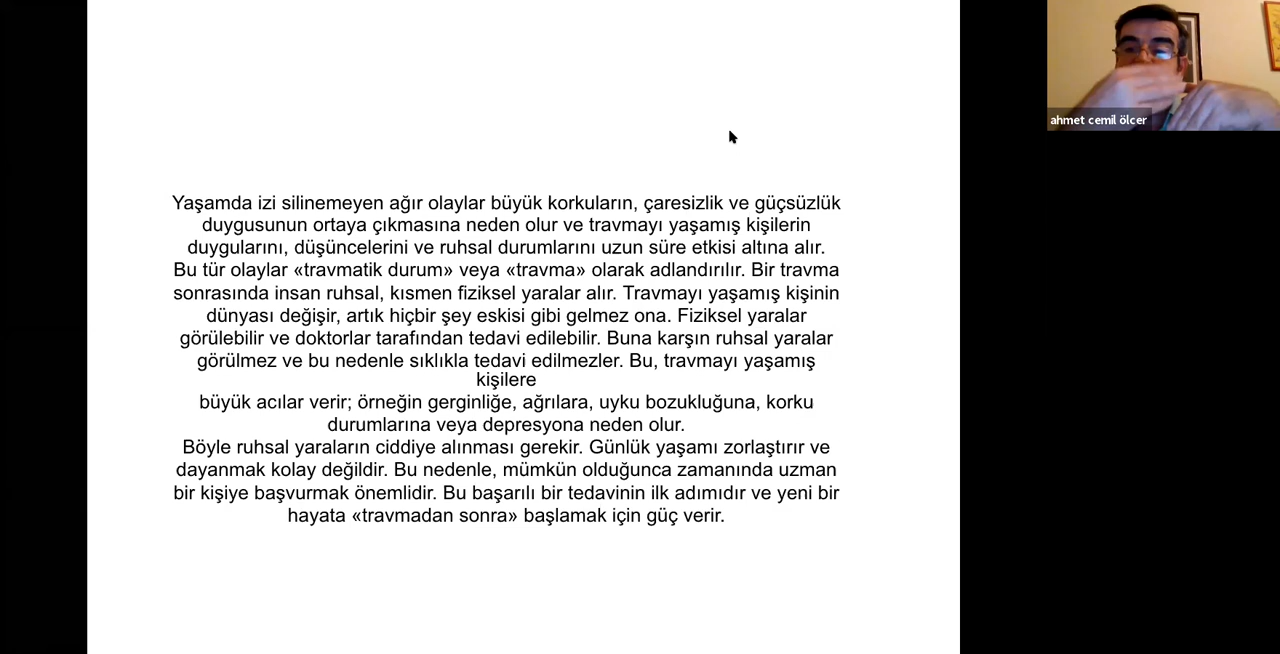 Yaşamda izi silinemeyen ağır olaylar büyük korkuların, çaresizlik ve güçsüzlük
duygusunun ortaya çıkmasına neden olur ve travmayı yaşamış kişilerin
duygularını, düşüncelerini ve ruhsal durumlarını uzun süre etkisi altına alır.
Bu tür olaylar «travmatik durum» veya «travma» olarak adlandırılır. Bir travma
sonrasında insan ruhsal, kısmen fiziksel yaralar alır. Travmayı yaşamış kişinin
dünyası değişir, artık hiçbir şey eskisi gibi gelmez ona. Fiziksel yaralar
görülebilir ve doktorlar tarafından tedavi edilebilir. Buna karşın ruhsal yaralar
görülmez ve bu nedenle sıklıkla tedavi edilmezler. Bu, travmayı yaşamış
kişilere
büyük acılar verir; örneğin gerginliğe, ağrılara, uyku bozukluğuna, korku
durumlarına veya depresyona neden olur.
Böyle ruhsal yaraların ciddiye alınması gerekir. Günlük yaşamı zorlaştırır ve
dayanmak kolay değildir. Bu nedenle, mümkün olduğunca zamanında uzman
bir kişiye başvurmak önemlidir. Bu başarılı bir tedavinin ilk adımıdır ve yeni bir
hayata «travmadan sonra» başlamak için güç verir.
ahmet cemil ölcer